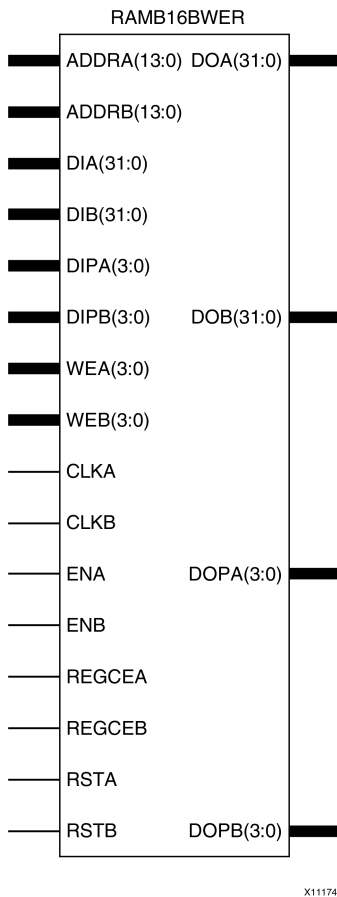 RAMB16BWER
ADDRA(13:0) DOA(31:0)
ADDRB(13:0)
DIA(31:0)
DIB(31:0)
DIPA(3:0)
DIPB(3:0) DOB(31:0)
WEA(3:0)
WEB(3:0)
CLKA
CLKB
ENA DOPA(3:0)
ENB
REGCEA
REGCEB
RSTA
RSTB DOPB(3:0)
X11174